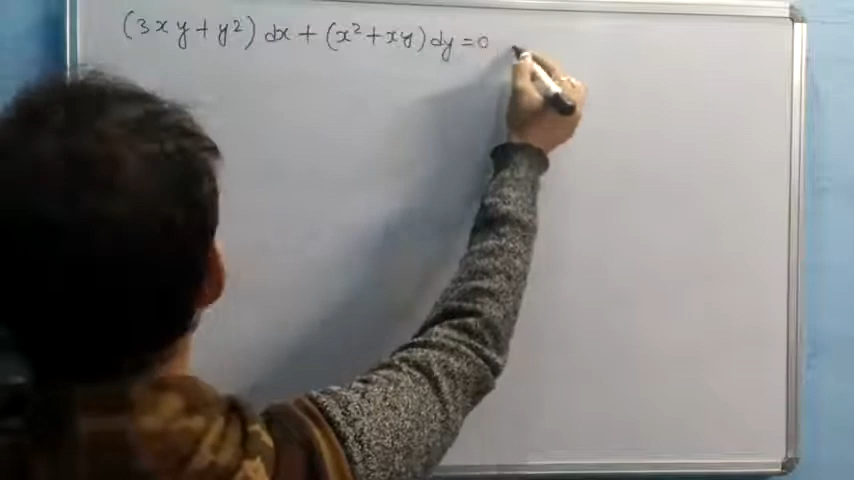 (3xy+y²) dx + (x²+xy) dy = 0